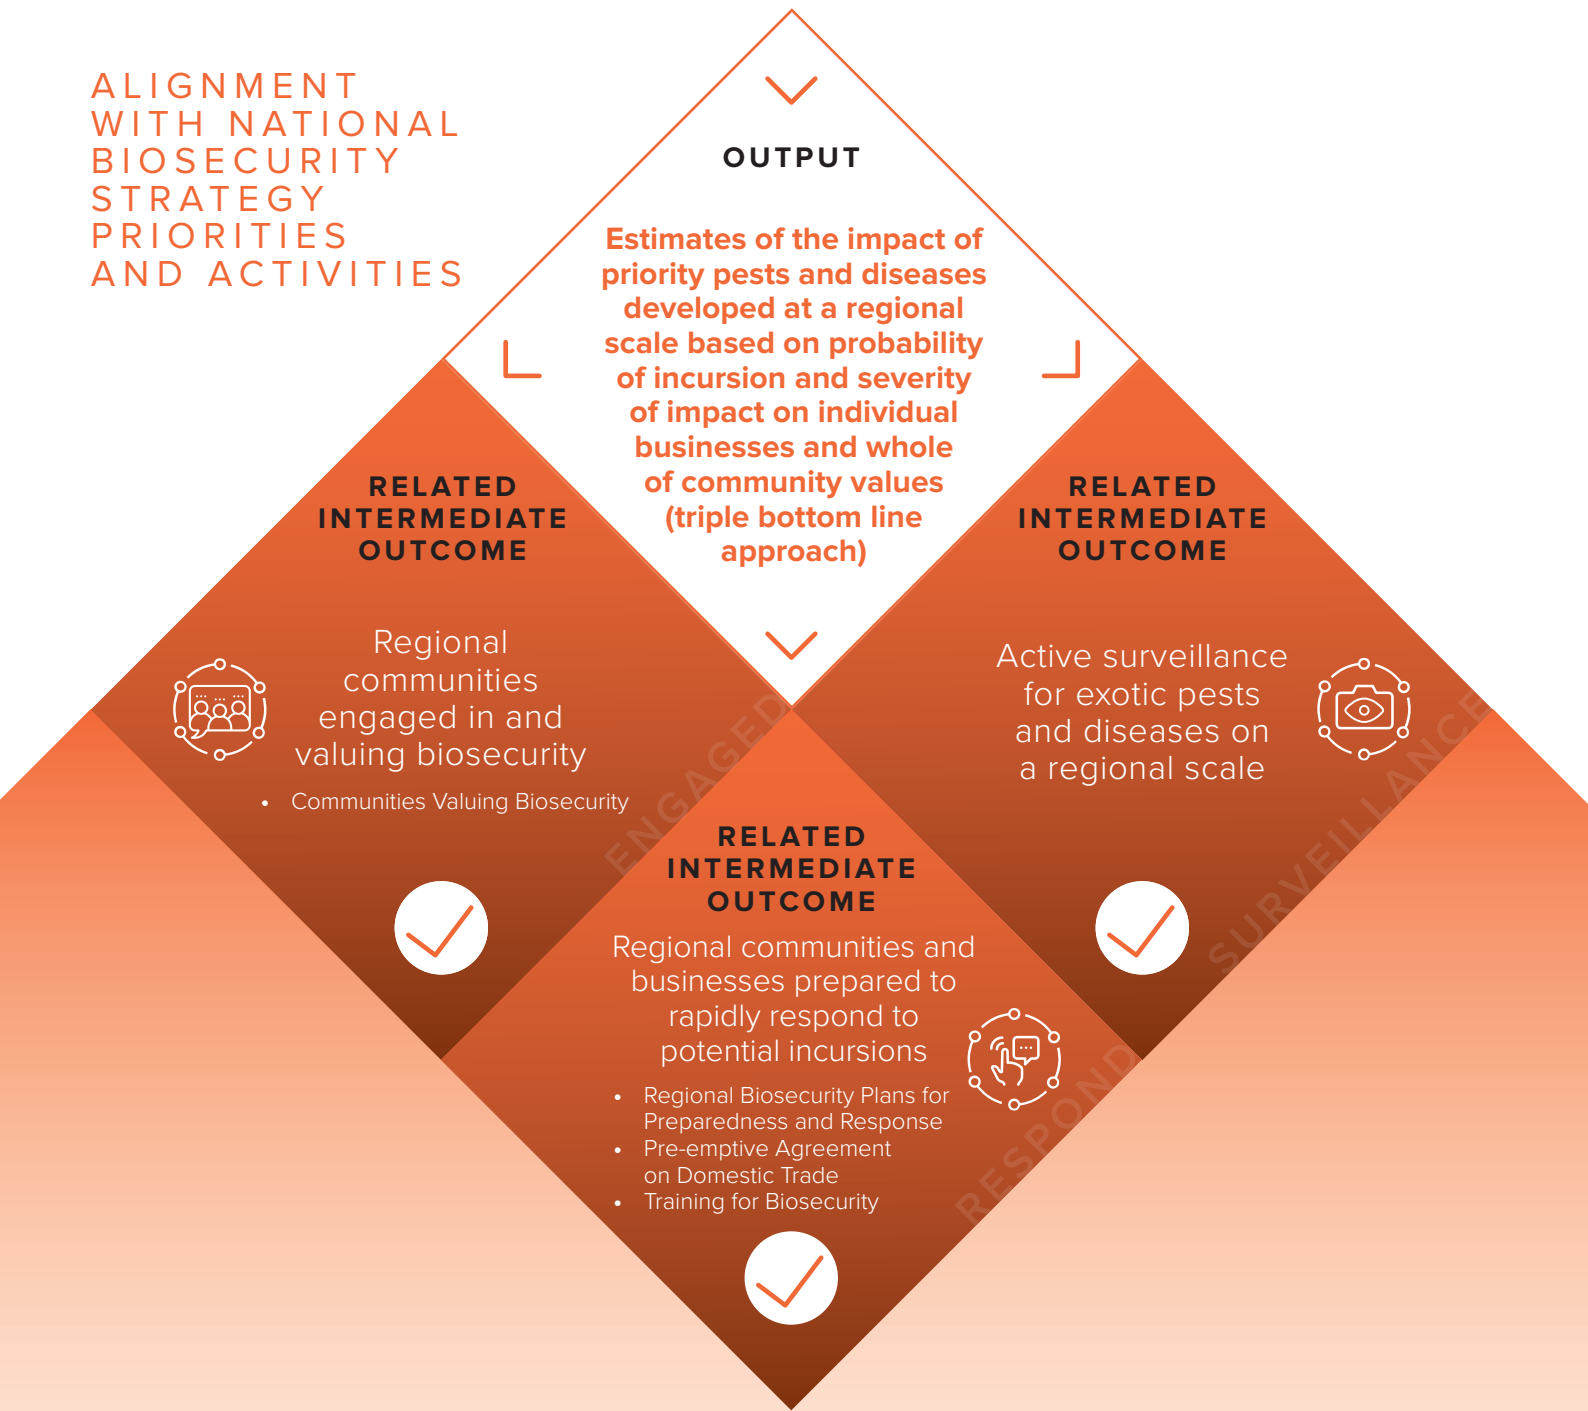 ALIGNMENT
WITH NATIONAL
BIOSECURITY
STRATEGY
PRIORITIES
AND ACTIVITIES
OUTPUT
Estimates of the impact of
priority pests and diseases
developed at a regional
scale based on probability
of incursion and severity
of impact on individual
businesses and whole
of community values
(triple bottom line
approach)
RELATED
INTERMEDIATE
OUTCOME
Regional
communities
engaged in and
valuing biosecurity
• Communities Valuing Biosecurity
ENGAGED
RELATED
INTERMEDIATE
OUTCOME
Active surveillance
for exotic pests
and diseases on
a regional scale
SURVEILLANCE
RELATED
INTERMEDIATE
OUTCOME
Regional communities and
businesses prepared to
rapidly respond to
potential incursions
• Regional Biosecurity Plans for
Preparedness and Response
• Pre-emptive Agreement
on Domestic Trade
• Training for Biosecurity
RESPOND